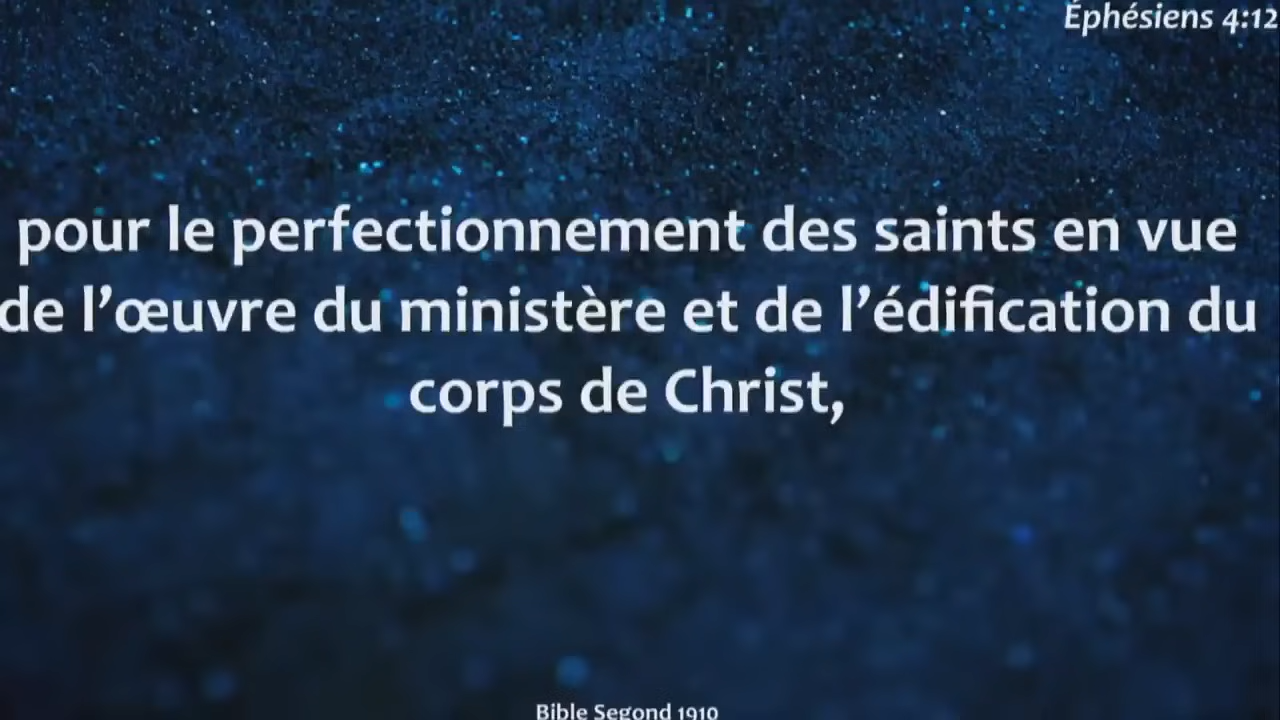 Éphésiens 4:12
pour le perfectionnement des saints en vue
de l’œuvre du ministère et de l’édification du
corps de Christ,
Bible Segond 1910